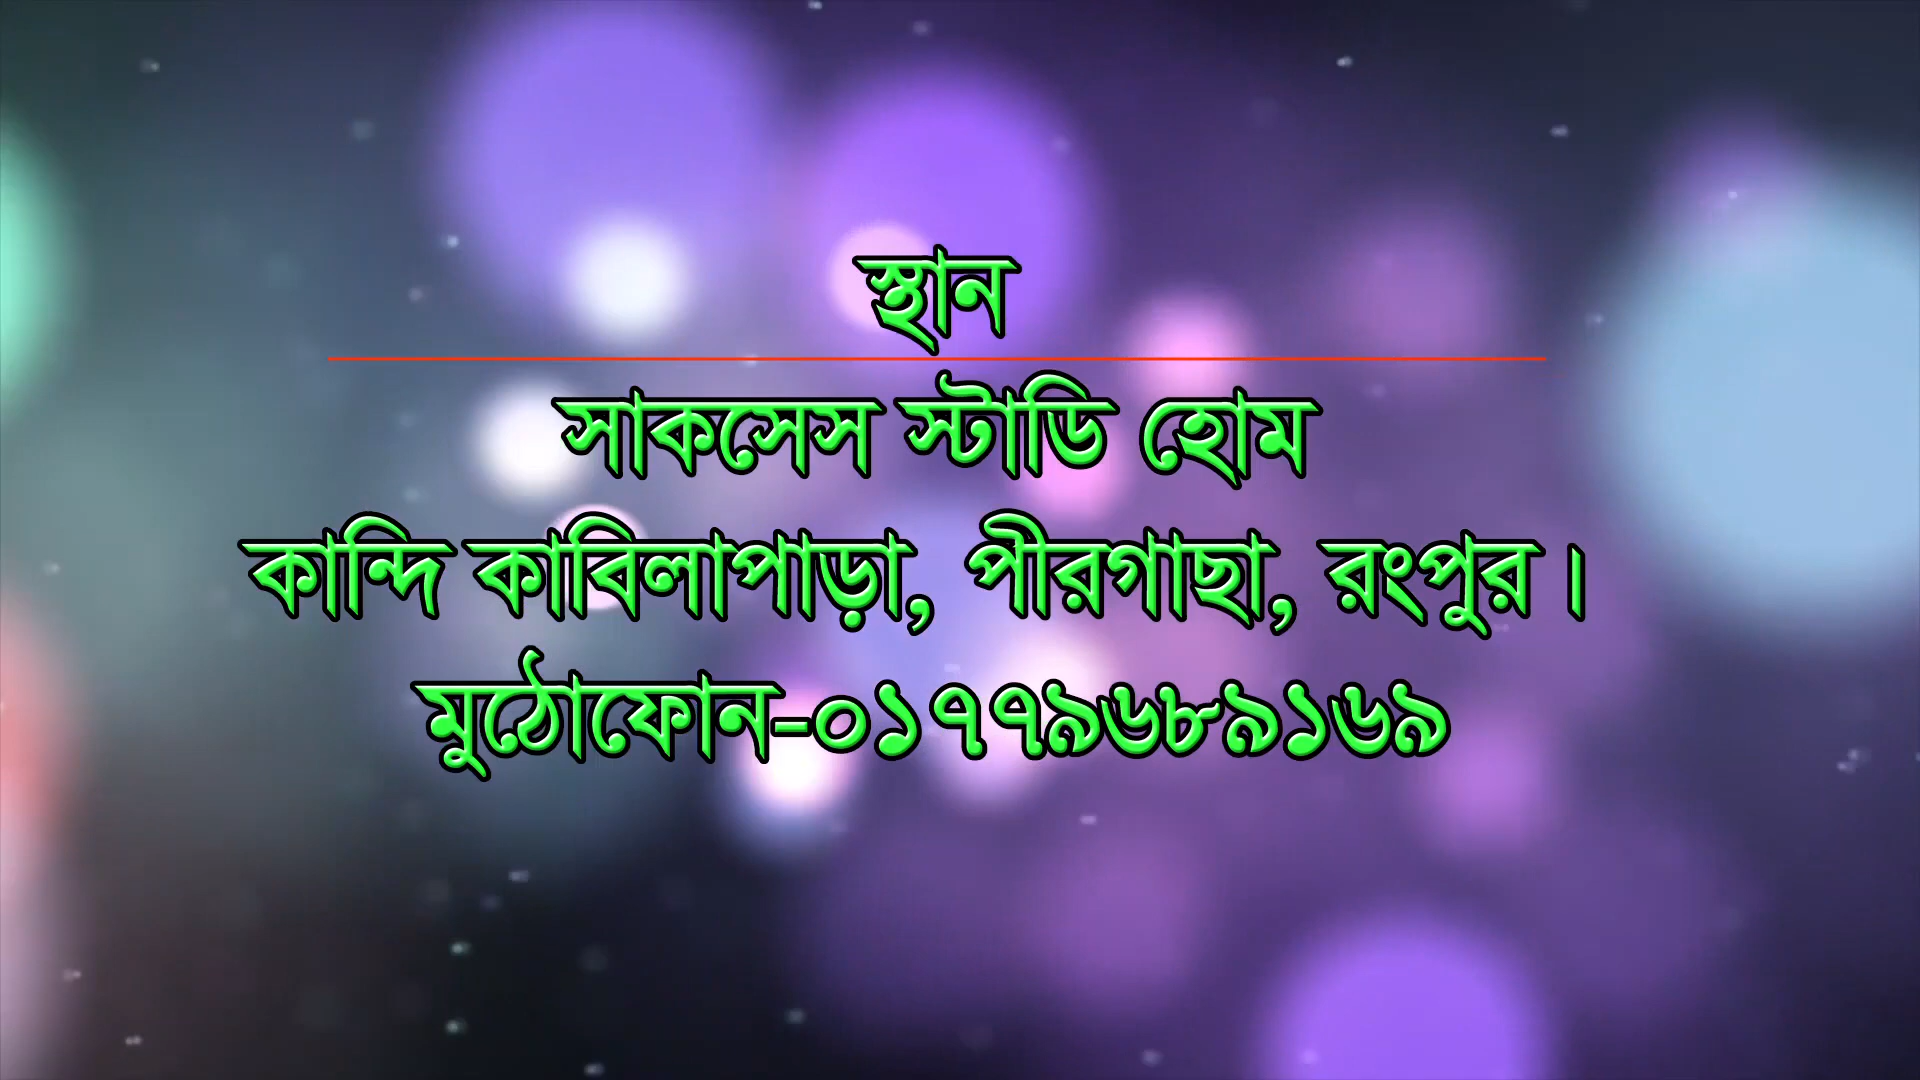 স্থান
সাকসেস স্টাডি হোম
কান্দি কাবিলাপাড়া, পীরগাছা, রংপুর।
মুঠোফোন-০১৭৭৯৬৮৯১৬৯